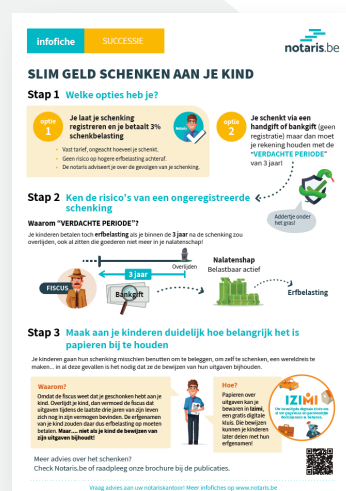 infofiche
SUCCESSIE
notaris.be
SLIM GELD SCHENKEN AAN JE KIND
Stap 1 Welke opties heb je?
optie
1
Je laat je schenking
registreren en je betaalt 3%
schenkbelasting
- Vast tarief, ongeacht hoeveel je schenkt.
- Geen risico op hogere erfbelasting achteraf.
- De notaris adviseert je over de gevolgen van je schenking.
optie
2
Je schenkt via een
handgift of bankgift (geen
registratie) maar dan moet
je rekening houden met de
“VERDACHTE PERIODE”
van 3 jaar!
Stap 2 Ken de risico's van een ongeregistreerde
schenking
Addertje onder
het gras!
Waarom “VERDACHTE PERIODE”?
Je kinderen betalen toch erfbelasting als je binnen de 3 jaar na de schenking zou
overlijden, ook al zitten die goederen niet meer in je nalatenschap!
Overlijden
3 jaar
Nalatenshap
Belastbaar actief
FISCUS
Bankgift
Erfbelasting
Stap 3 Maak aan je kinderen duidelijk hoe belangrijk het is
papieren bij te houden
Je kinderen gaan hun schenking misschien benutten om te beleggen, om zelf te schenken, een wereldreis te
maken... in al deze gevallen is het nodig dat ze de bewijzen van hun uitgaven bijhouden.
Waarom?
Omdat de fiscus weet dat je geschonken hebt aan je
kind. Overlijdt je kind, dan vermoed de fiscus dat
uitgaven tijdens de laatste drie jaren van zijn leven
zich nog in zijn vermogen bevinden. De erfgenamen
van je kind zouden daar dus erfbelasting op moeten
betalen. Maar.... niet als je kind de bewijzen van
zijn uitgaven bijhoudt!
Hoe?
Papieren over
uitgaven kan je
bewaren in Izimi,
een gratis digitale
kluis. Die bewijzen
kunnen je kinderen
later delen met hun
erfgenamen!
IZIMI
Meer advies over het schenken?
Check Notaris.be of raadpleeg onze brochure bij de publicaties.
Vraag advies aan uw notariskantoor! Meer infofiches op www.notaris.be